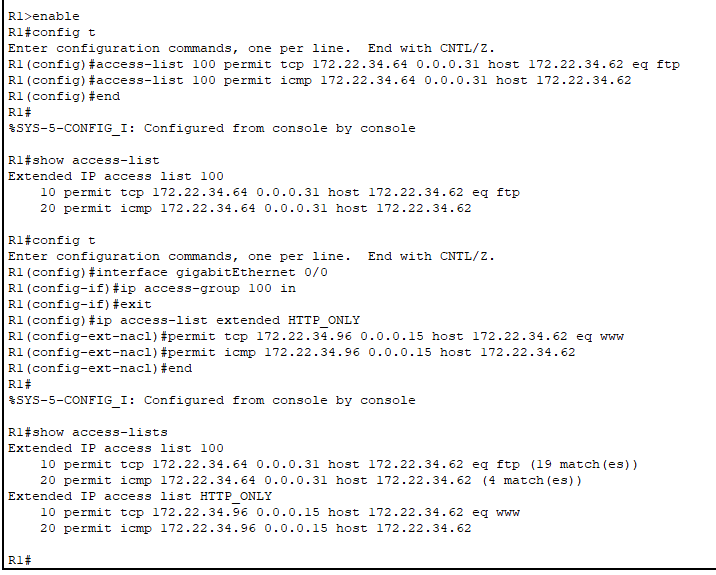 R1>enable
R1#config t
Enter configuration commands, one per line.  End with CNTL/Z.
R1(config)#access-list 100 permit tcp 172.22.34.64 0.0.0.31 host 172.22.34.62 eq ftp
R1(config)#access-list 100 permit icmp 172.22.34.64 0.0.0.31 host 172.22.34.62
R1(config)#end
R1#
%SYS-5-CONFIG_I: Configured from console by console
R1#show access-list
Extended IP access list 100
    10 permit tcp 172.22.34.64 0.0.0.31 host 172.22.34.62 eq ftp
    20 permit icmp 172.22.34.64 0.0.0.31 host 172.22.34.62
R1#config t
Enter configuration commands, one per line.  End with CNTL/Z.
R1(config)#interface gigabitEthernet 0/0
R1(config-if)#ip access-group 100 in
R1(config-if)#exit
R1(config)#ip access-list extended HTTP_ONLY
R1(config-ext-nacl)#permit tcp 172.22.34.96 0.0.0.15 host 172.22.34.62 eq www
R1(config-ext-nacl)#permit icmp 172.22.34.96 0.0.0.15 host 172.22.34.62
R1(config-ext-nacl)#end
R1#
%SYS-5-CONFIG_I: Configured from console by console
R1#show access-lists
Extended IP access list 100
    10 permit tcp 172.22.34.64 0.0.0.31 host 172.22.34.62 eq ftp (19 match(es))
    20 permit icmp 172.22.34.64 0.0.0.31 host 172.22.34.62 (4 match(es))
Extended IP access list HTTP_ONLY
    10 permit tcp 172.22.34.96 0.0.0.15 host 172.22.34.62 eq www
    20 permit icmp 172.22.34.96 0.0.0.15 host 172.22.34.62
R1#